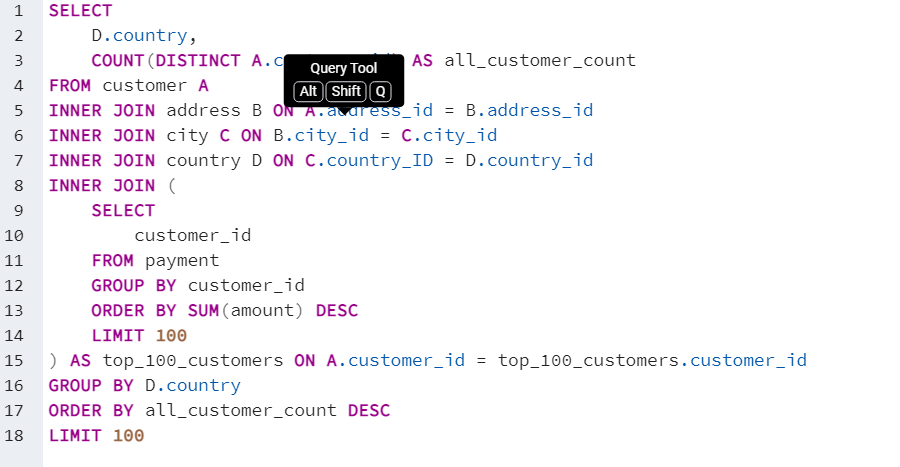 1 SELECT
2 D.country,
3 COUNT(DISTINCT A. AS all_customer_count
Query Tool
Alt Shift Q
4 FROM customer A
5 INNER JOIN address B ON A.address_id = B.address_id
6 INNER JOIN city C ON B.city_id = C.city_id
7 INNER JOIN country D ON C.country_ID = D.country_id
8 INNER JOIN (
9 SELECT
10 customer_id
11 FROM payment
12 GROUP BY customer_id
13 ORDER BY SUM(amount) DESC
14 LIMIT 100
15 ) AS top_100_customers ON A.customer_id = top_100_customers.customer_id
16 GROUP BY D.country
17 ORDER BY all_customer_count DESC
18 LIMIT 100